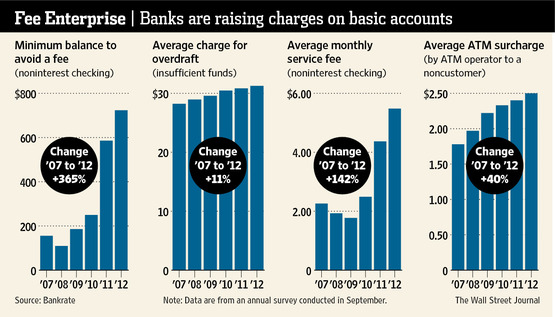 Fee Enterprise | Banks are raising charges on basic accounts
Minimum balance to
avoid a fee
(noninterest checking)
$800
600
400
200
0
Change
'07 to '12
+365%
'07 '08 '09 '10 '11 '12
Average charge for
overdraft
(insufficient funds)
$30
20
10
0
Change
'07 to '12
+11%
'07 '08 '09 '10 '11 '12
Average monthly
service fee
(noninterest checking)
$6.00
4.00
2.00
0
Change
'07 to '12
+142%
'07 '08 '09 '10 '11 '12
Average ATM surcharge
(by ATM operator to a
noncustomer)
$2.50
2.00
1.50
1.00
0.50
0
Change
'07 to '12
+40%
'07 '08 '09 '10 '11 '12
Source: Bankrate
Note: Data are from an annual survey conducted in September.
The Wall Street Journal